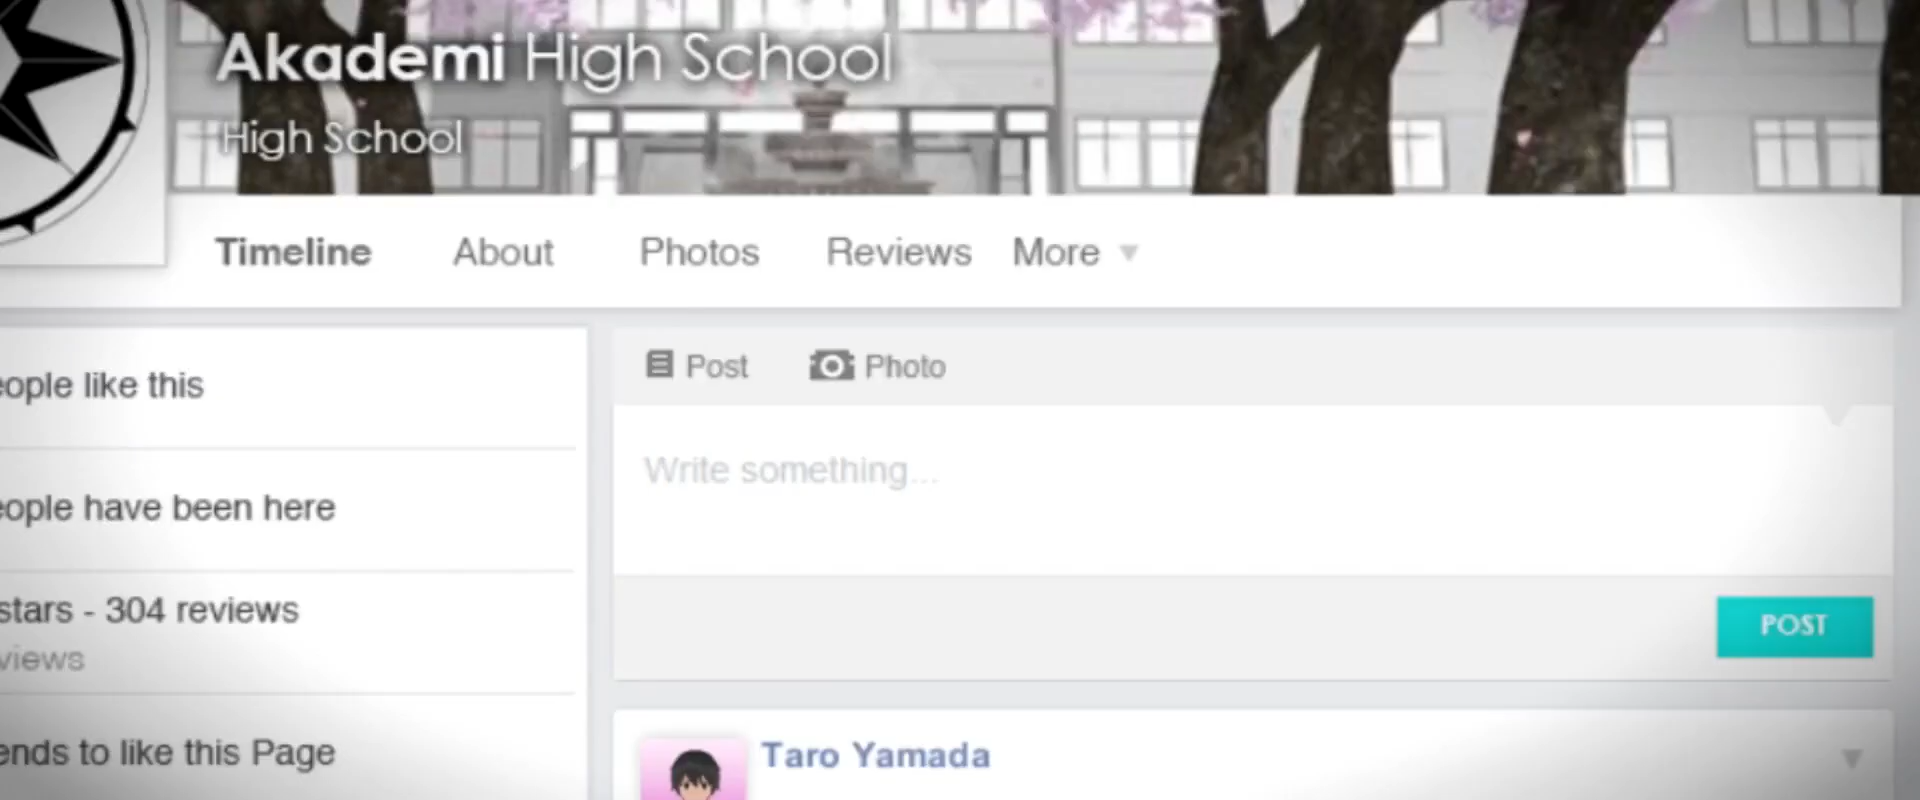 Akademi High School
High School
Timeline About Photos Reviews More
eople like this
eople have been here
stars - 304 reviews
views
ends to like this Page
Post Photo
Write something...
POST
Taro Yamada